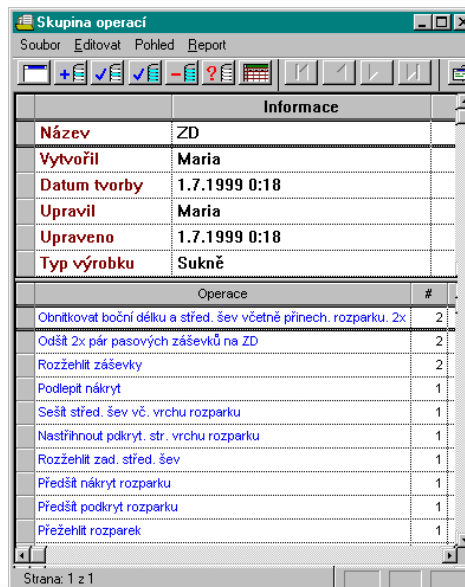 Skupina operací
Soubor Editovat Pohled Report
Informace
Název ZD
Vytvořil Maria
Datum tvorby 1.7.1999 0:18
Upravil Maria
Upraveno 1.7.1999 0:18
Typ výrobku Sukně
Operace #
Obnitkovat boční délku a střed. šev včetně přinech. rozparku. 2x 2
Odšít 2x pár pasových záševků na ZD 2
Rozžehlit záševky 2
Podlepit nákryt 1
Sešít střed. šev vč. vrchu rozparku 1
Nastřihnout pdkryt. str. vrchu rozparku 1
Rozžehlit zad. střed. šev 1
Předšít nákryt rozparku 1
Předšít podkryt rozparku 1
Přežehlit rozparek 1
Strana: 1 z 1